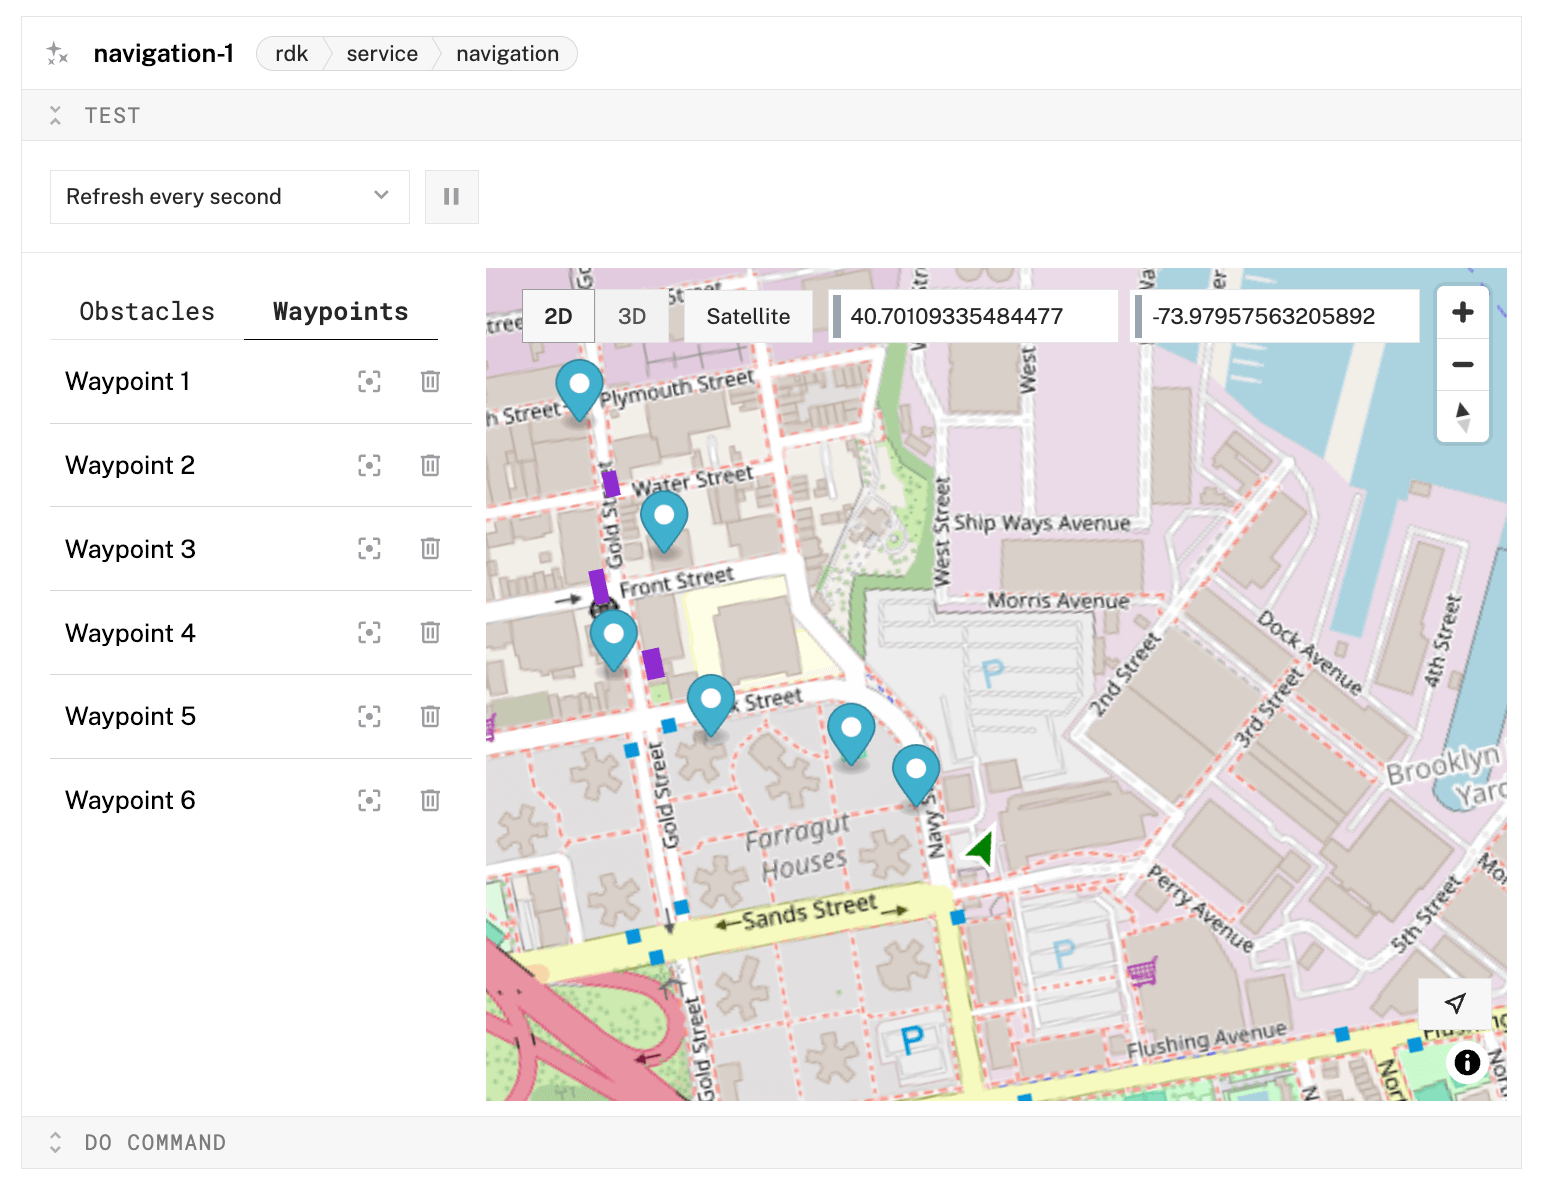 navigation-1 rdk service navigation
TEST
Refresh every second
Obstacles Waypoints
Waypoint 1
Waypoint 2
Waypoint 3
Waypoint 4
Waypoint 5
Waypoint 6
2D 3D Satellite 40.70109335484477 -73.97957563205892
Plymouth Street
h Street
West
Water Street
Gold Street
Ship Ways Avenue
West Street
Front Street
Morris Avenue
Dock Avenue
4th Street
2nd Street
3rd Street
k Street
Brooklyn
Yard
Gold Street
Navy S
Farragut
Houses
Sands Street
Perry Avenue
5th Street
P
P
P
Gold Street
Flushing Avenue
DO COMMAND